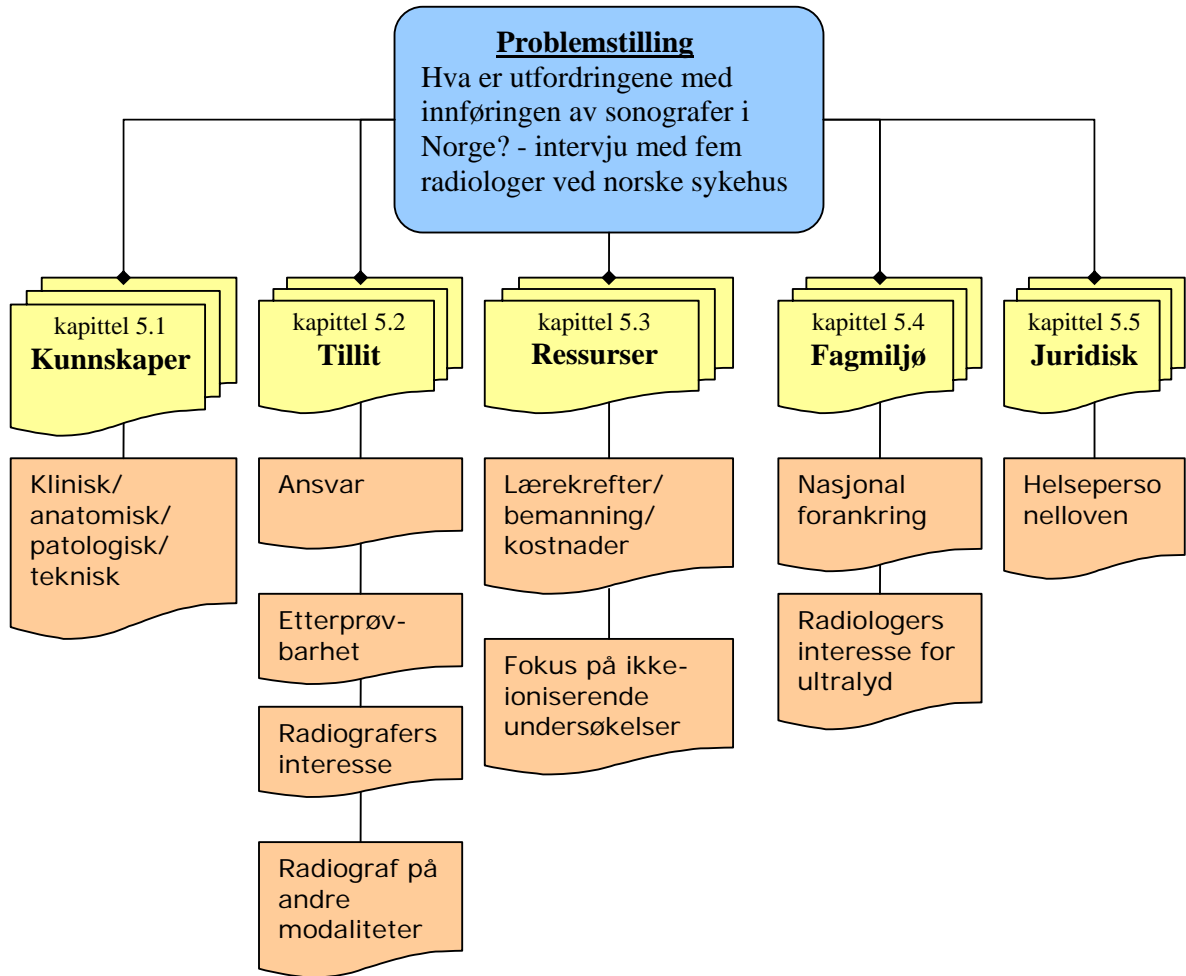 Problemstilling
Hva er utfordringene med
innføringen av sonografer i
Norge? - intervju med fem
radiologer ved norske sykehus
kapittel 5.1
Kunnskaper
Klinisk/
anatomisk/
patologisk/
teknisk
kapittel 5.2
Tillit
Ansvar
Etterprøv-
barhet
Radiografers
interesse
Radiograf på
andre
modaliteter
kapittel 5.3
Ressurser
Lærekrefter/
bemanning/
kostnader
Fokus på ikke-
ioniserende
undersøkelser
kapittel 5.4
Fagmiljø
Nasjonal
forankring
Radiologers
interesse for
ultralyd
kapittel 5.5
Juridisk
Helseperso
nelloven